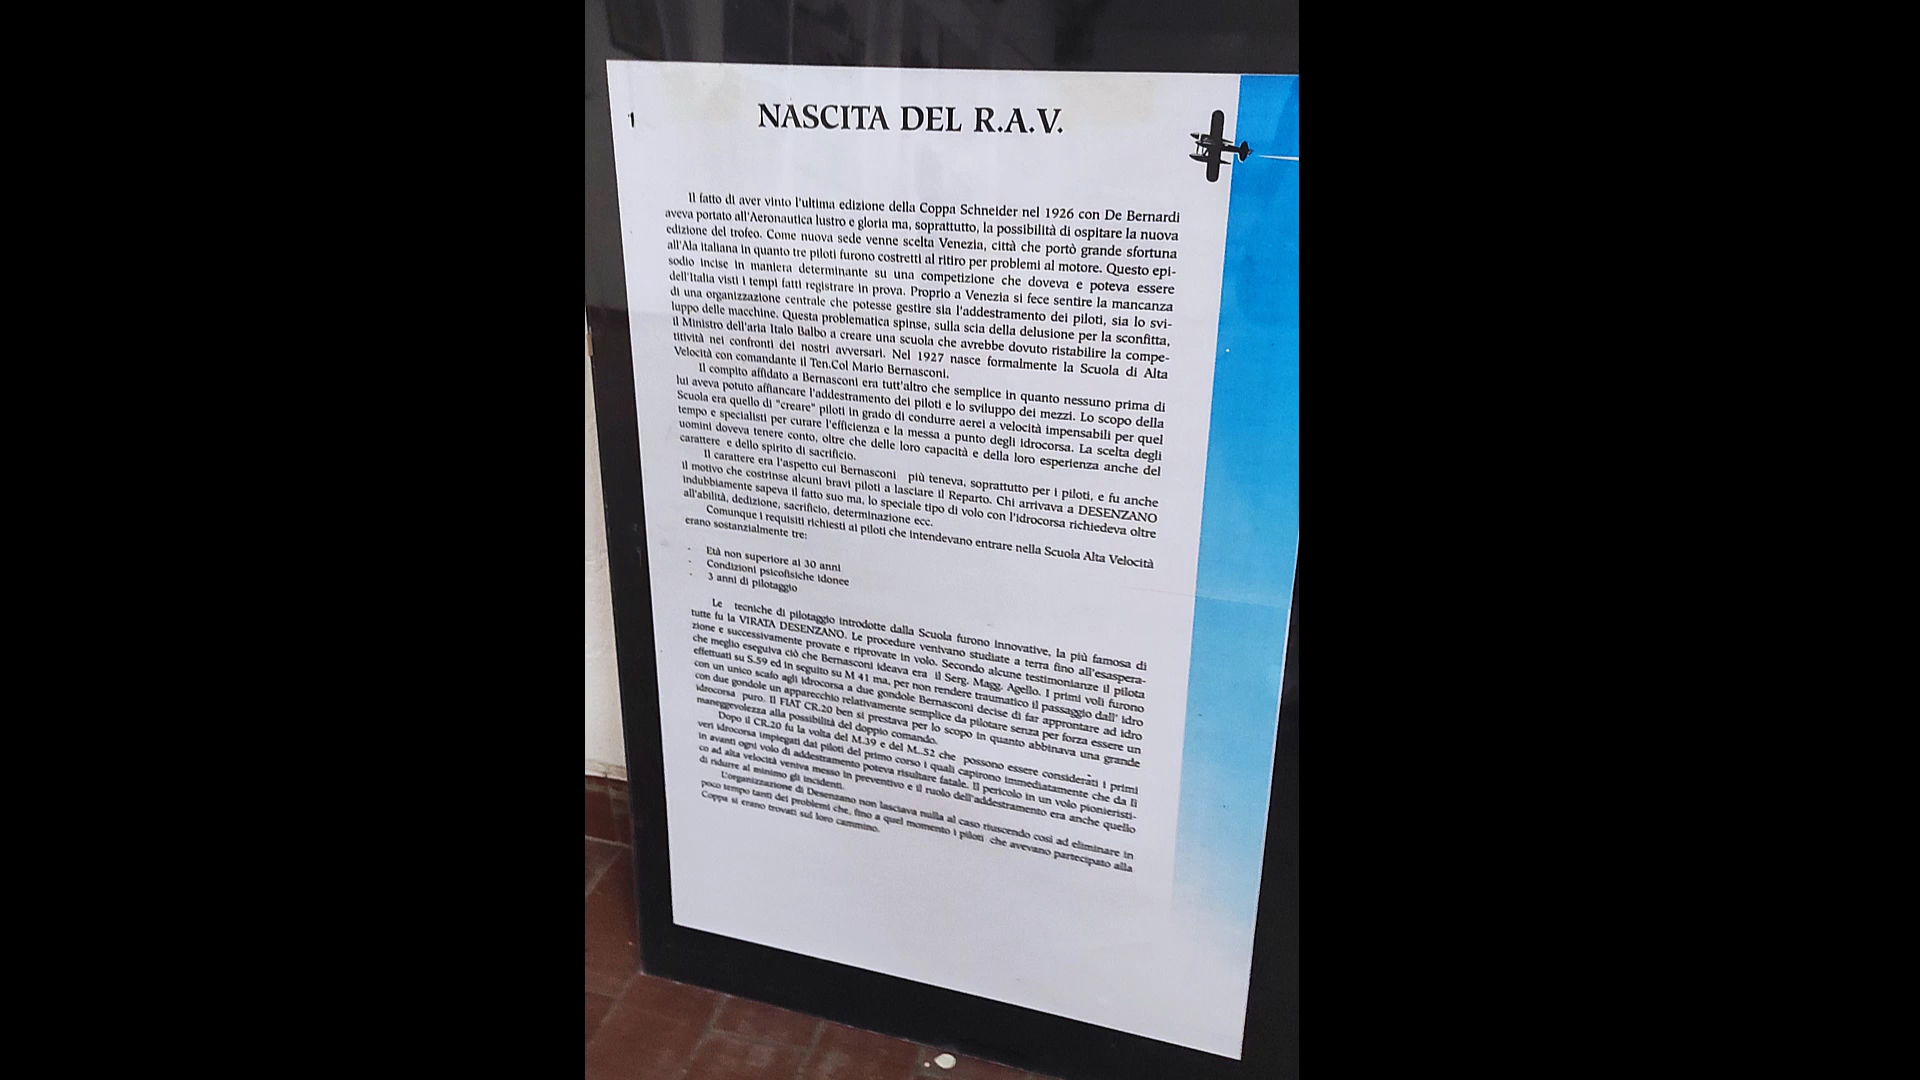 1
NASCITA DEL R.A.V.
Il fatto di aver vinto l'ultima edizione della Coppa Schneider nel 1926 con De Bernardi
aveva portato all'Aeronautica lustro e gloria ma, soprattutto, la possibilità di ospitare la nuova
edizione del trofeo. Come nuova sede venne scelta Venezia, città che portò grande sfortuna
all'Ala Italiana in quanto tre piloti furono costretti al ritiro per problemi al motore. Questo epi-
sodio incise in maniera determinante su una competizione che doveva e poteva essere
dell'Italia visti i tempi fatti registrare in prova. Proprio a Venezia si fece sentire la mancanza
di una organizzazione centrale che potesse gestire sia l'addestramento dei piloti, sia lo svi-
luppo delle macchine. Questa problematica spinse, sulla scia della delusione per la sconfitta,
il Ministro dell'aria Italo Balbo a creare una scuola che avrebbe dovuto ristabilire la compe-
titività nei confronti dei nostri avversari. Nel 1927 nasce formalmente la Scuola di Alta
Velocità con comandante il Ten.Col Mario Bernasconi.
Il compito affidato a Bernasconi era tutt'altro che semplice in quanto nessuno prima di
lui aveva potuto affiancare l'addestramento dei piloti e lo sviluppo dei mezzi. Lo scopo della
Scuola era quello di "creare" piloti in grado di condurre aerei a velocità impensabili per quel
tempo e specialisti per curare l'efficienza e la messa a punto degli idrocorsa. La scelta degli
uomini doveva tenere conto, oltre che delle loro capacità e della loro esperienza anche del
carattere e dello spirito di sacrificio.
Il carattere era l'aspetto cui Bernasconi più teneva, soprattutto per i piloti, e fu anche
il motivo che costrinse alcuni bravi piloti a lasciare il Reparto. Chi arrivava a DESENZANO
indubbiamente sapeva il fatto suo ma, lo speciale tipo di volo con l'idrocorsa richiedeva oltre
all'abilità, dedizione, sacrificio, determinazione ecc.
Comunque i requisiti richiesti ai piloti che intendevano entrare nella Scuola Alta Velocità
erano sostanzialmente tre:
- Età non superiore ai 30 anni
- Condizioni psicofisiche idonee
- 3 anni di pilotaggio
Le tecniche di pilotaggio introdotte dalla Scuola furono innovative, la più famosa di
tutte fu la VIRATA DESENZANO. Le procedure venivano studiate a terra fino all'esaspera-
zione e successivamente provate e riprovate in volo. Secondo alcune testimonianze il pilota
che meglio eseguiva ciò che Bernasconi ideava era il Serg. Magg. Agello. I primi voli furono
effettuati su S.59 ed in seguito su M 41 ma, per non rendere traumatico il passaggio dall' idro
con un unico scafo agli idrocorsa a due gondole Bernasconi decise di far approntare ad idro
con due gondole un apparecchio relativamente semplice da pilotare senza per forza essere un
idrocorsa puro. Il FIAT CR.20 ben si prestava per lo scopo in quanto abbinava una grande
maneggevolezza alla possibilità del doppio comando.
Dopo il CR.20 fu la volta del M.39 e del M..52 che possono essere considerati i primi
veri idrocorsa impiegati dai piloti del primo corso i quali capirono immediatamente che da lì
in avanti ogni volo di addestramento poteva risultare fatale. Il pericolo in un volo pionieristi-
co ad alta velocità veniva messo in preventivo e il ruolo dell'addestramento era anche quello
di ridurre al minimo gli incidenti.
L'organizzazione di Desenzano non lasciava nulla al caso riuscendo così ad eliminare in
poco tempo tanti dei problemi che, fino a quel momento i piloti che avevano partecipato alla
Coppa si erano trovati sul loro cammino.